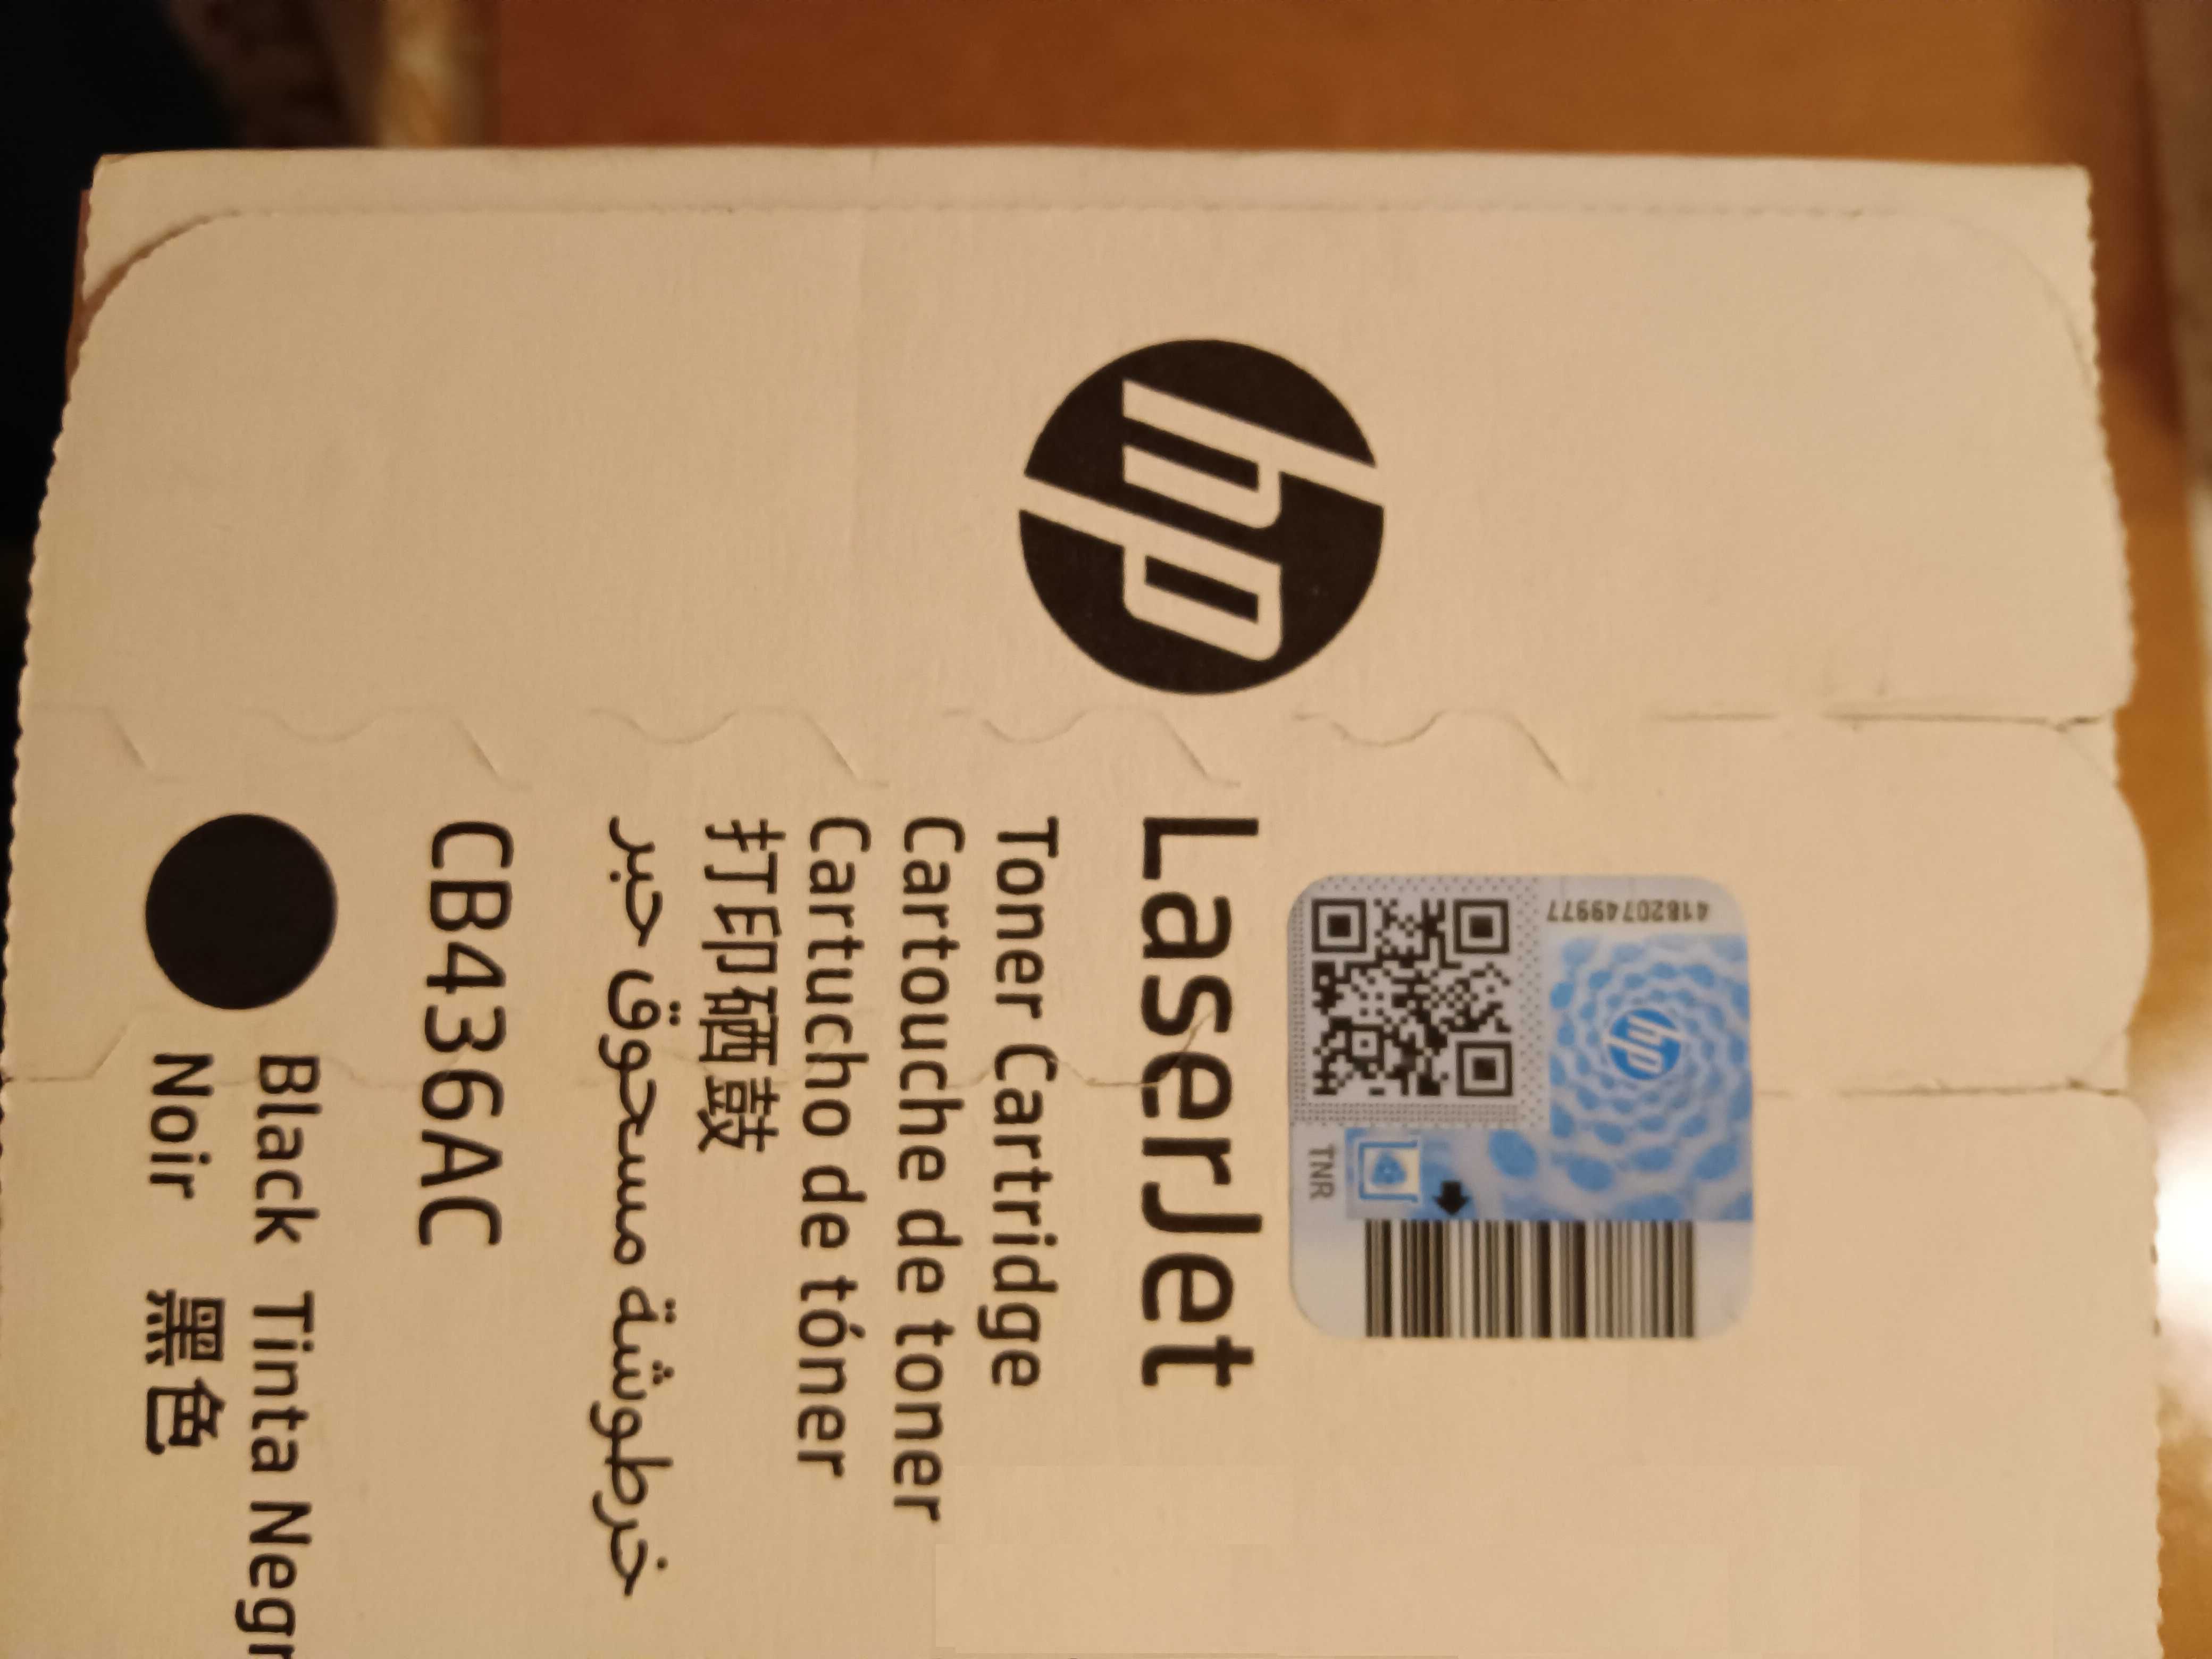 hp
41820749977
hp
TNR
LaserJet
Toner Cartridge
Cartouche de toner
Cartucho de tóner
打印硒鼓
خرطوشة مسحوق حبر
CB436AC
Black Tinta Negr
Noir 黑色